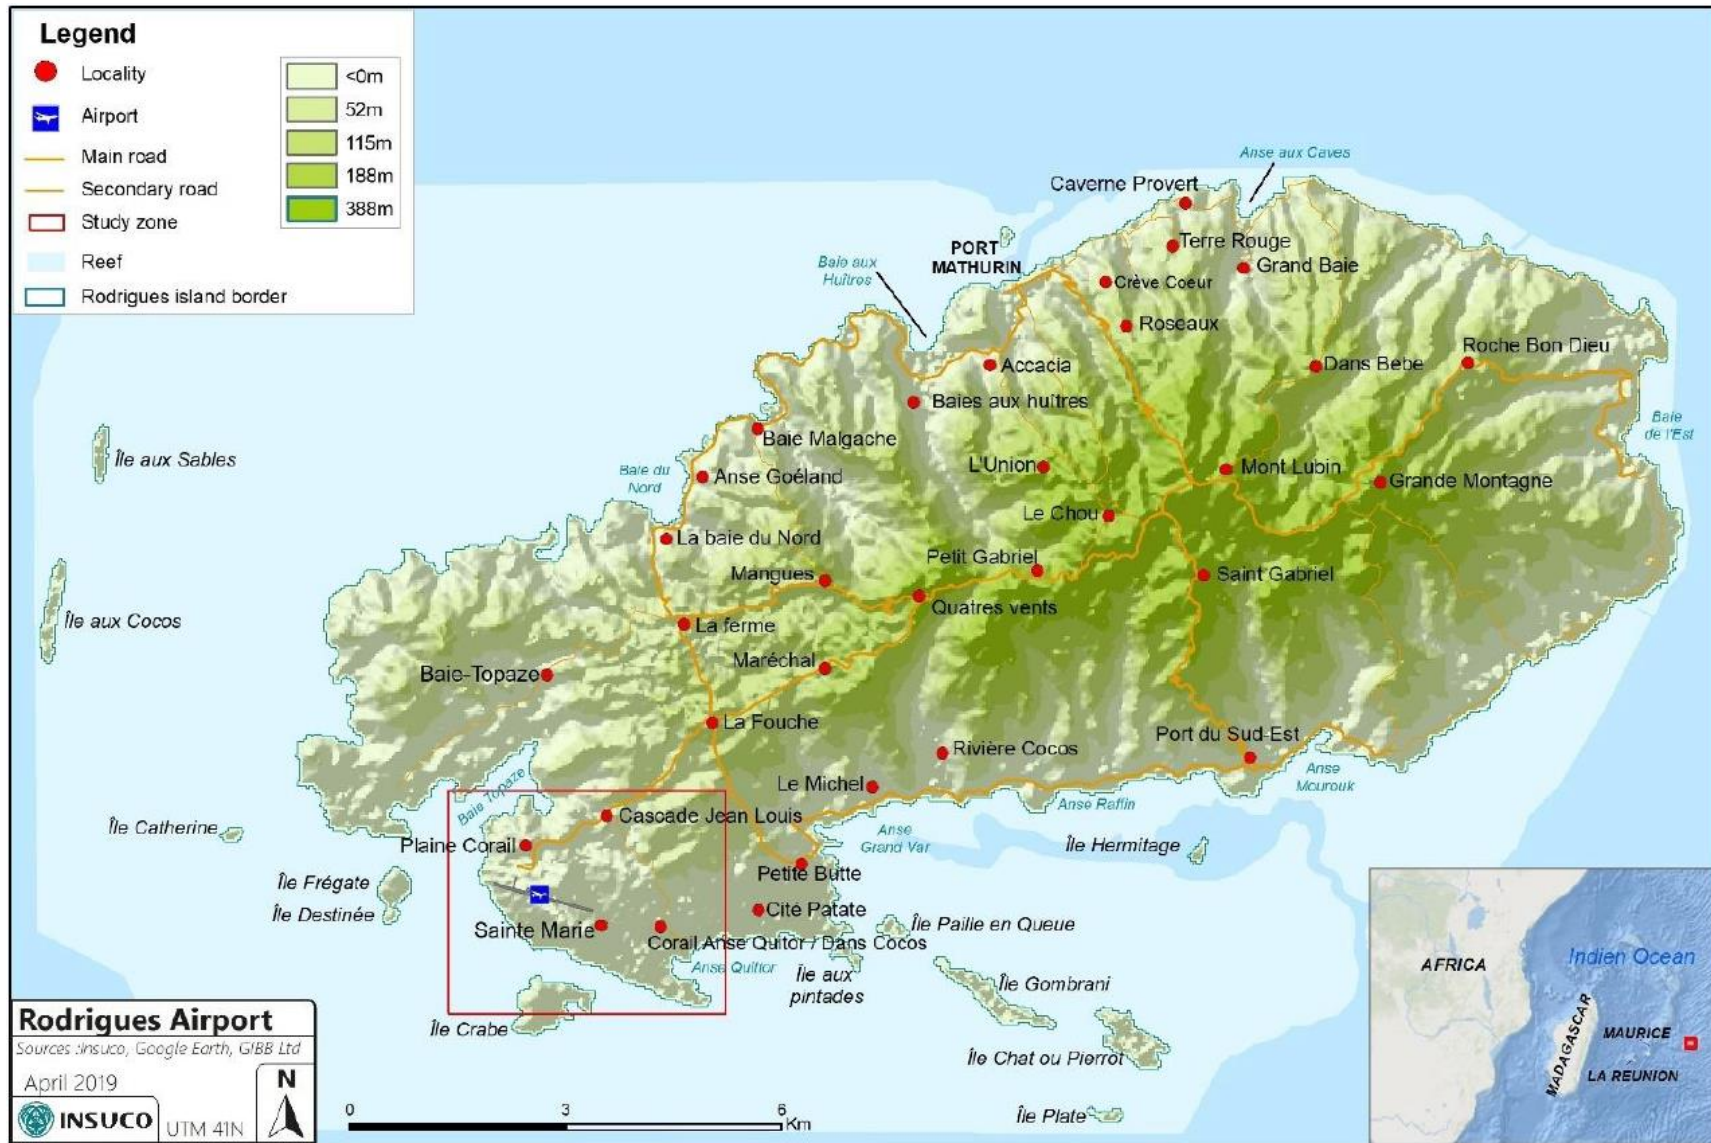 Legend
Locality
Airport
Main road
Secondary road
Study zone
Reef
Rodrigues island border
<0m
52m
115m
188m
388m
Anse aux Caves
Caverne Provert
Terre Rouge
PORT
MATHURIN
Grand Baie
Baie aux
Huîtres
Crève Coeur
Roseaux
Roche Bon Dieu
Accacia
Dans Bebe
Baies aux huîtres
Baie
de l'Est
Baie Malgache
Île aux Sables
Baie du
Nord
Anse Goéland
L'Union
Mont Lubin
Grande Montagne
Le Chou
La baie du Nord
Petit Gabriel
Mangues
Saint Gabriel
Quatres vents
Île aux Cocos
La ferme
Maréchal
Baie-Topaze
La Fouche
Rivière Cocos
Port du Sud-Est
Anse
Mourouk
Baie Topaze
Le Michel
Anse Raffin
Cascade Jean Louis
Île Catherine
Plaine Corail
Anse
Grand Var
Île Hermitage
Petite Butte
Île Frégate
Île Destinée
Cité Patate
Sainte Marie
Corail Anse Quitor / Dans Cocos
Île Paille en Queue
Anse Quitor
Île aux
pintades
Île Gombrani
Île Crabe
Île Chat ou Pierrot
Île Plate
Rodrigues Airport
Sources :Insuco, Google Earth, GIBB Ltd
April 2019
INSUCO
UTM 41N
N
0 3 6
Km
AFRICA
Indien Ocean
MADAGASCAR
MAURICE
LA REUNION